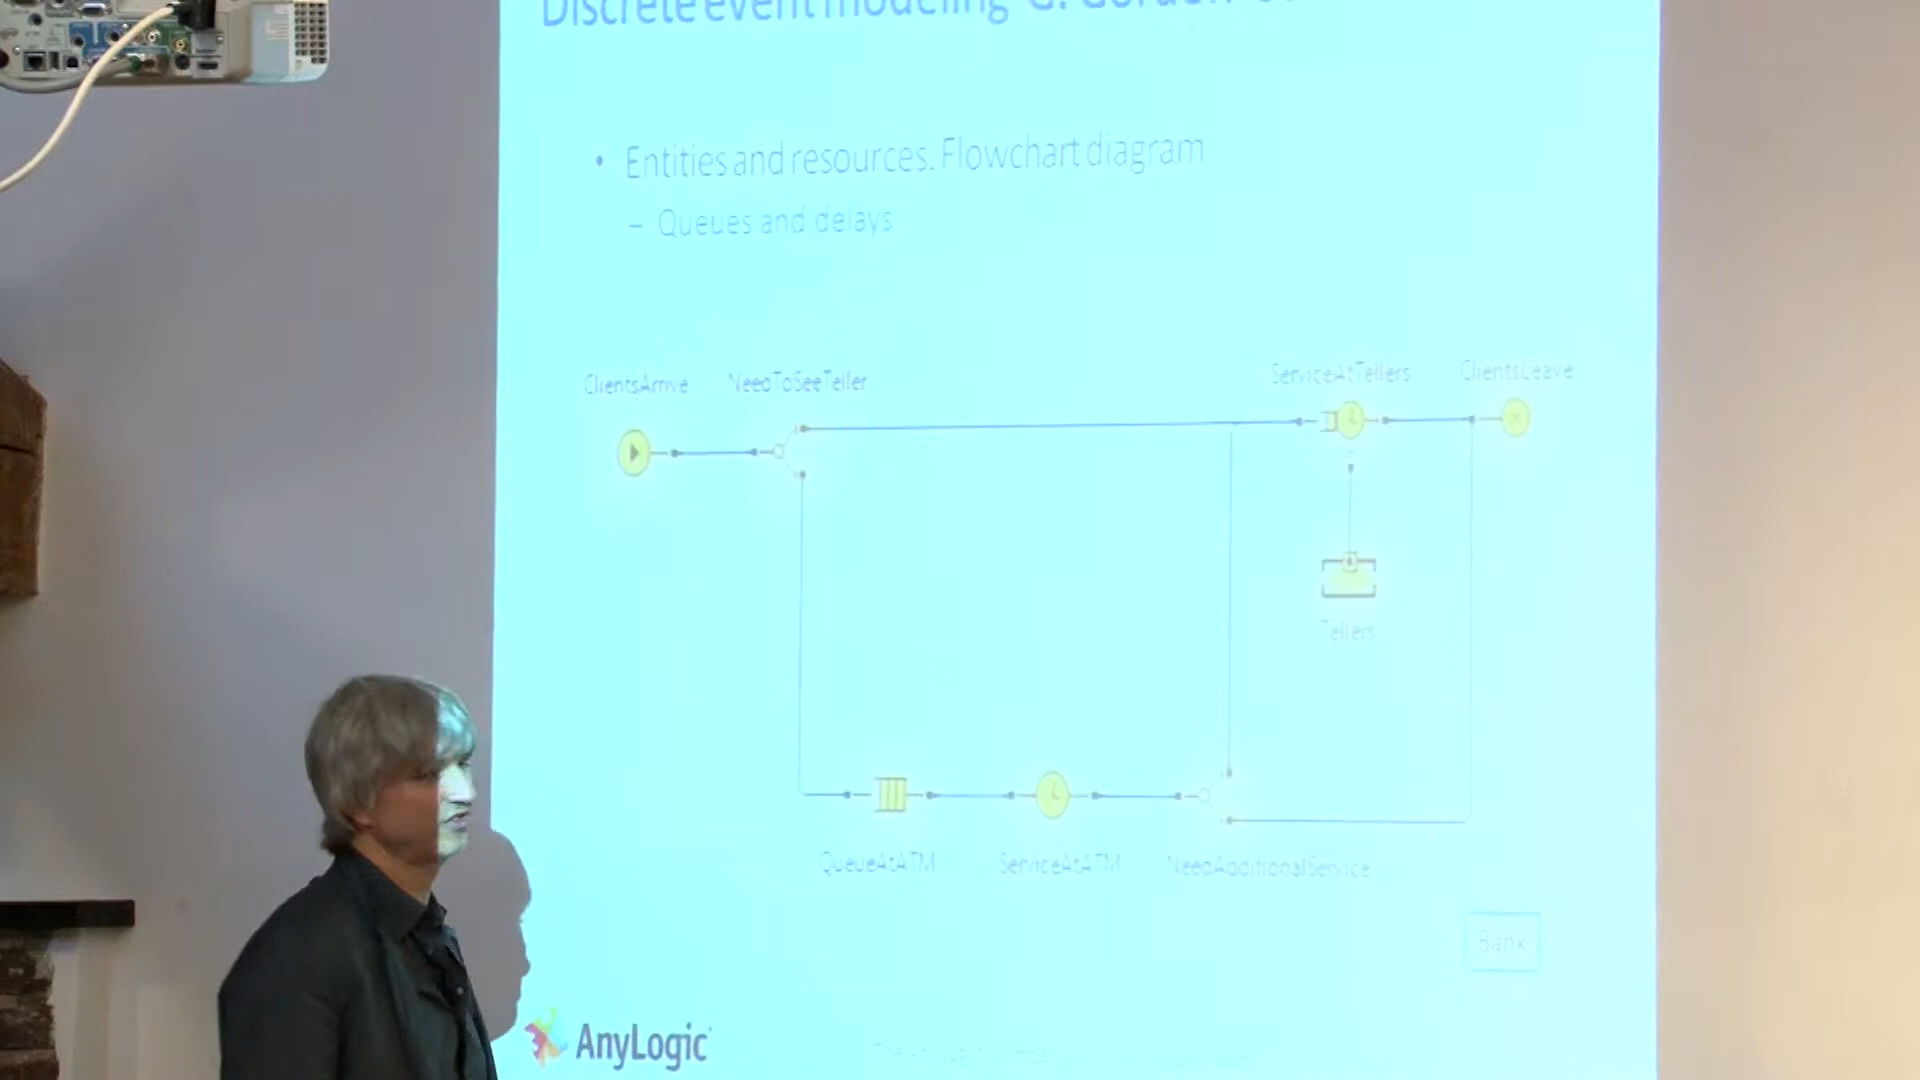 Discrete event modeling G. Gordon
• Entities and resources. Flowchart diagram
– Queues and delays
ClientsArrive NeedToSeeTeller ServiceAtTellers ClientsLeave
Tellers
QueueAtATM ServiceAtATM NeedAdditionalService
Bank
AnyLogic